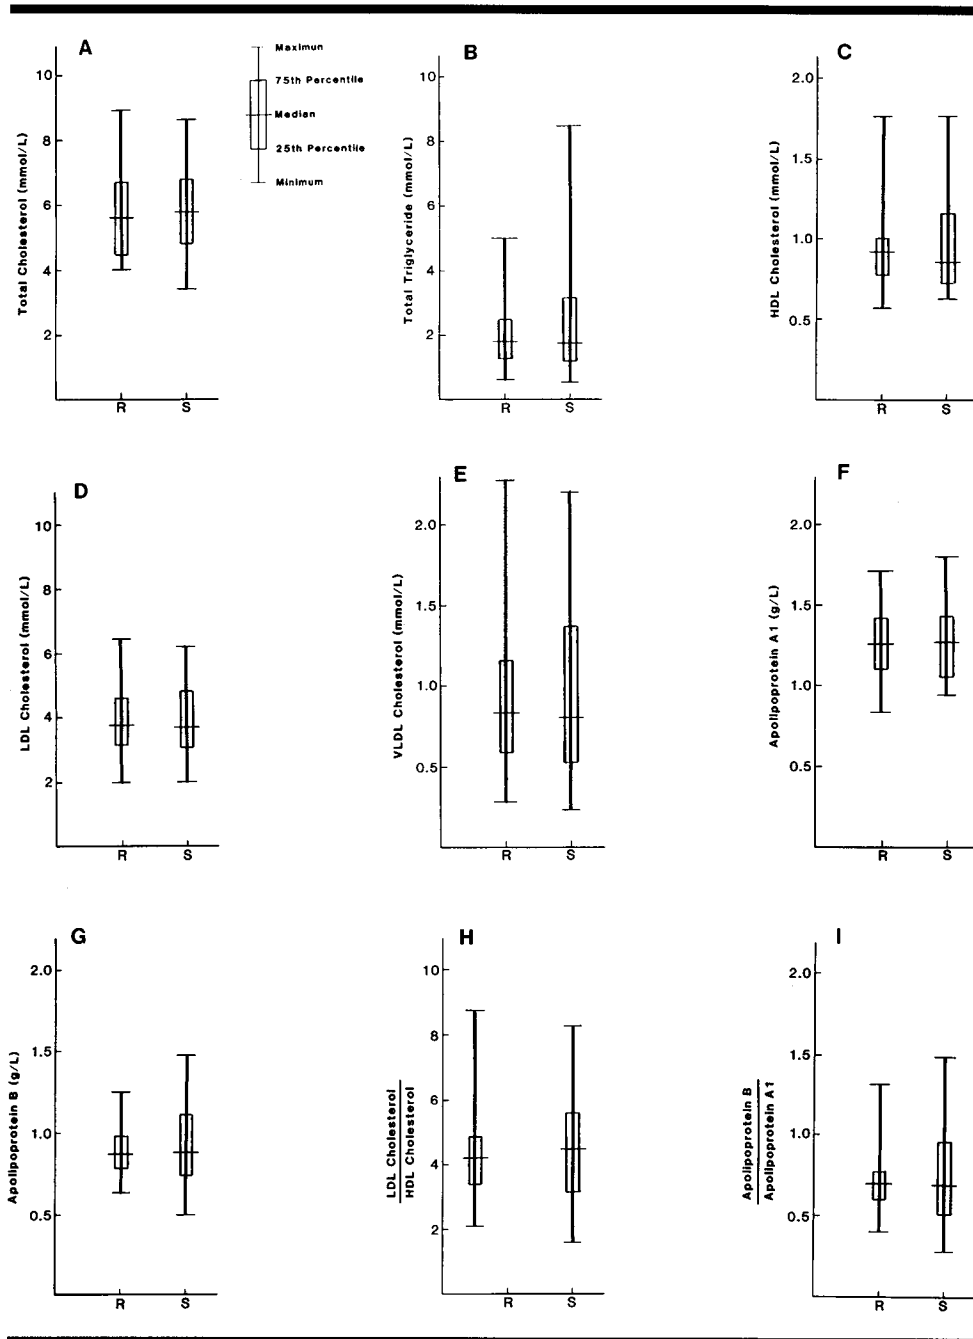 A
Total Cholesterol (mmol/L)
10
8
6
4
2
R S
Maximun
75th Percentile
Median
25th Percentile
Minimum
B
Total Triglyceride (mmol/L)
10
8
6
4
2
R S
C
HDL Cholesterol (mmol/L)
2.0
1.5
1.0
0.5
R S
D
LDL Cholesterol (mmol/L)
10
8
6
4
2
R S
E
VLDL Cholesterol (mmol/L)
2.0
1.5
1.0
0.5
R S
F
Apolipoprotein A1 (g/L)
2.0
1.5
1.0
0.5
R S
G
Apolipoprotein B (g/L)
2.0
1.5
1.0
0.5
R S
H
LDL Cholesterol
HDL Cholesterol
10
8
6
4
2
R S
I
Apolipoprotein B
Apolipoprotein A1
2.0
1.5
1.0
0.5
R S